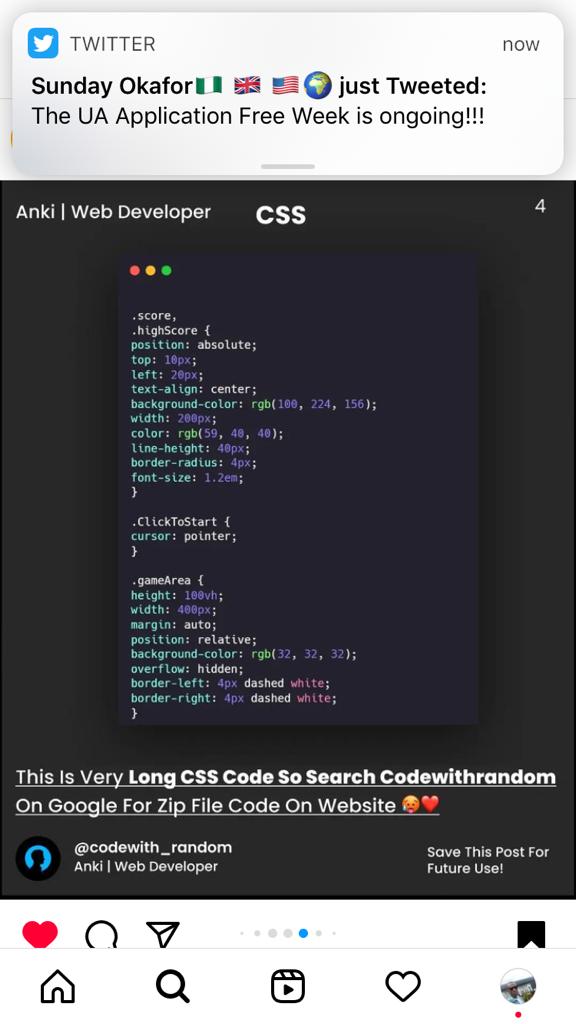 TWITTER
now
Sunday Okafor🇳🇬 🇬🇧 🇺🇸🌍 just Tweeted:
The UA Application Free Week is ongoing!!!
Anki | Web Developer
CSS
4
.score,
.highScore {
position: absolute;
top: 10px;
left: 20px;
text-align: center;
background-color: rgb(100, 224, 156);
width: 200px;
color: rgb(59, 40, 40);
line-height: 40px;
border-radius: 4px;
font-size: 1.2em;
}
.ClickToStart {
cursor: pointer;
}
.gameArea {
height: 100vh;
width: 400px;
margin: auto;
position: relative;
background-color: rgb(32, 32, 32);
overflow: hidden;
border-left: 4px dashed white;
border-right: 4px dashed white;
}
This Is Very Long CSS Code So Search Codewithrandom
On Google For Zip File Code On Website 🥵❤️
@codewith_random
Anki | Web Developer
Save This Post For
Future Use!